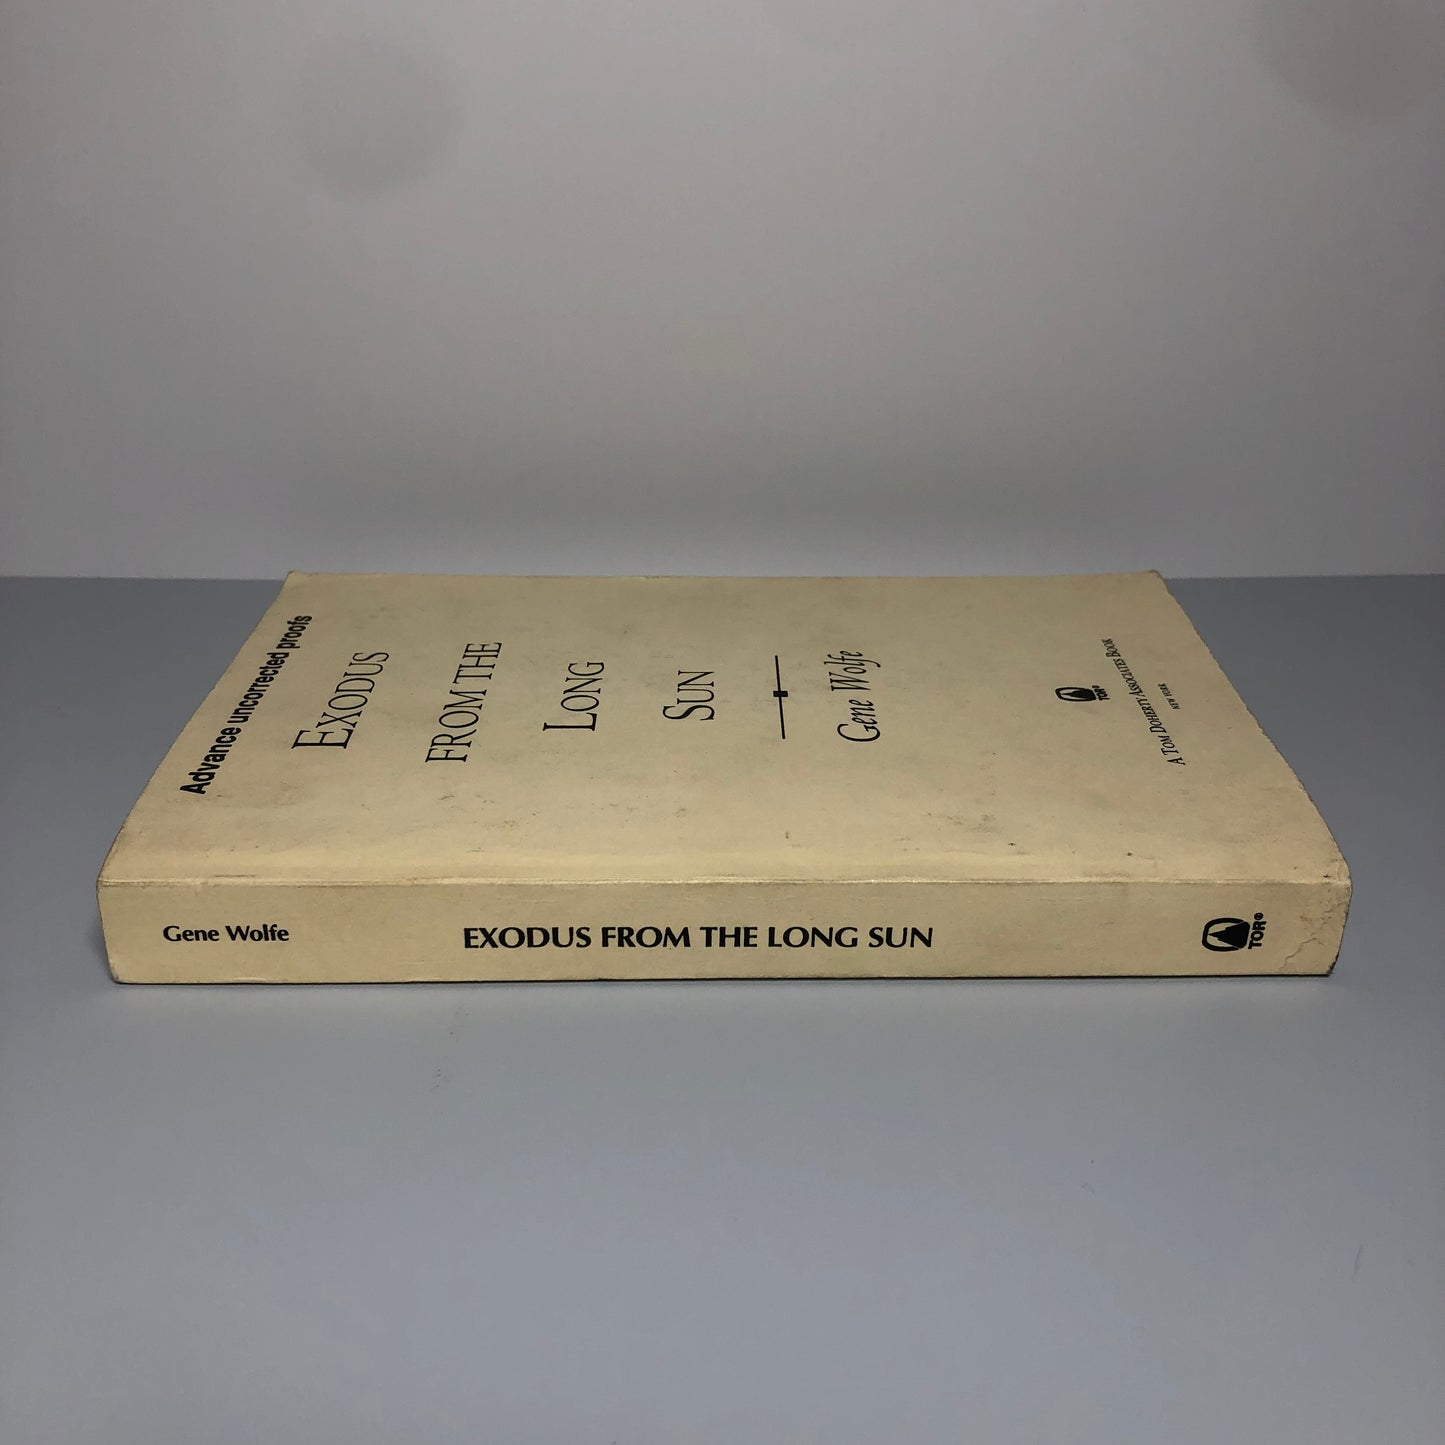 Advance uncorrected proofs
EXODUS
FROM THE
LONG
SUN
Gene Wolfe
TOR®
A TOM DOHERTY ASSOCIATES BOOK
NEW YORK
Gene Wolfe
EXODUS FROM THE LONG SUN
TOR®